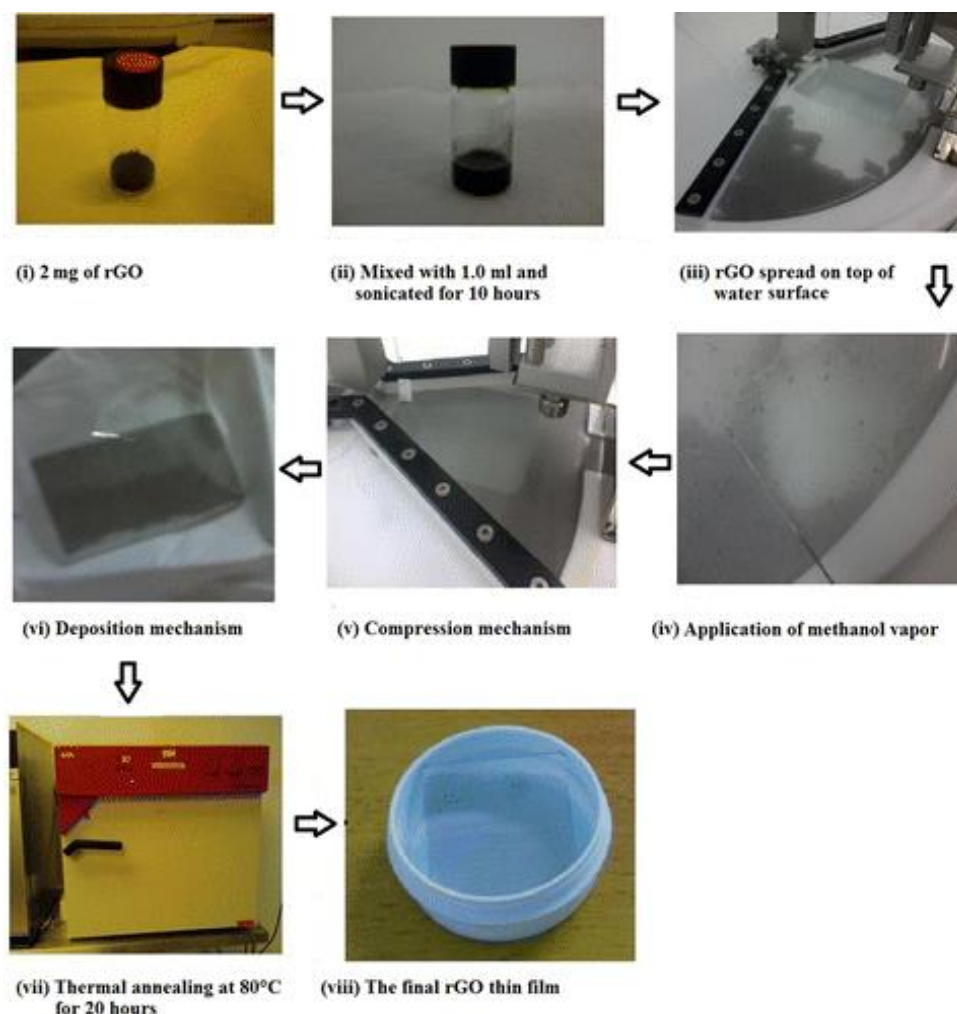 (i) 2 mg of rGO
(ii) Mixed with 1.0 ml and
sonicated for 10 hours
(iii) rGO spread on top of
water surface
(iv) Application of methanol vapor
(v) Compression mechanism
(vi) Deposition mechanism
(vii) Thermal annealing at 80°C
for 20 hours
(viii) The final rGO thin film